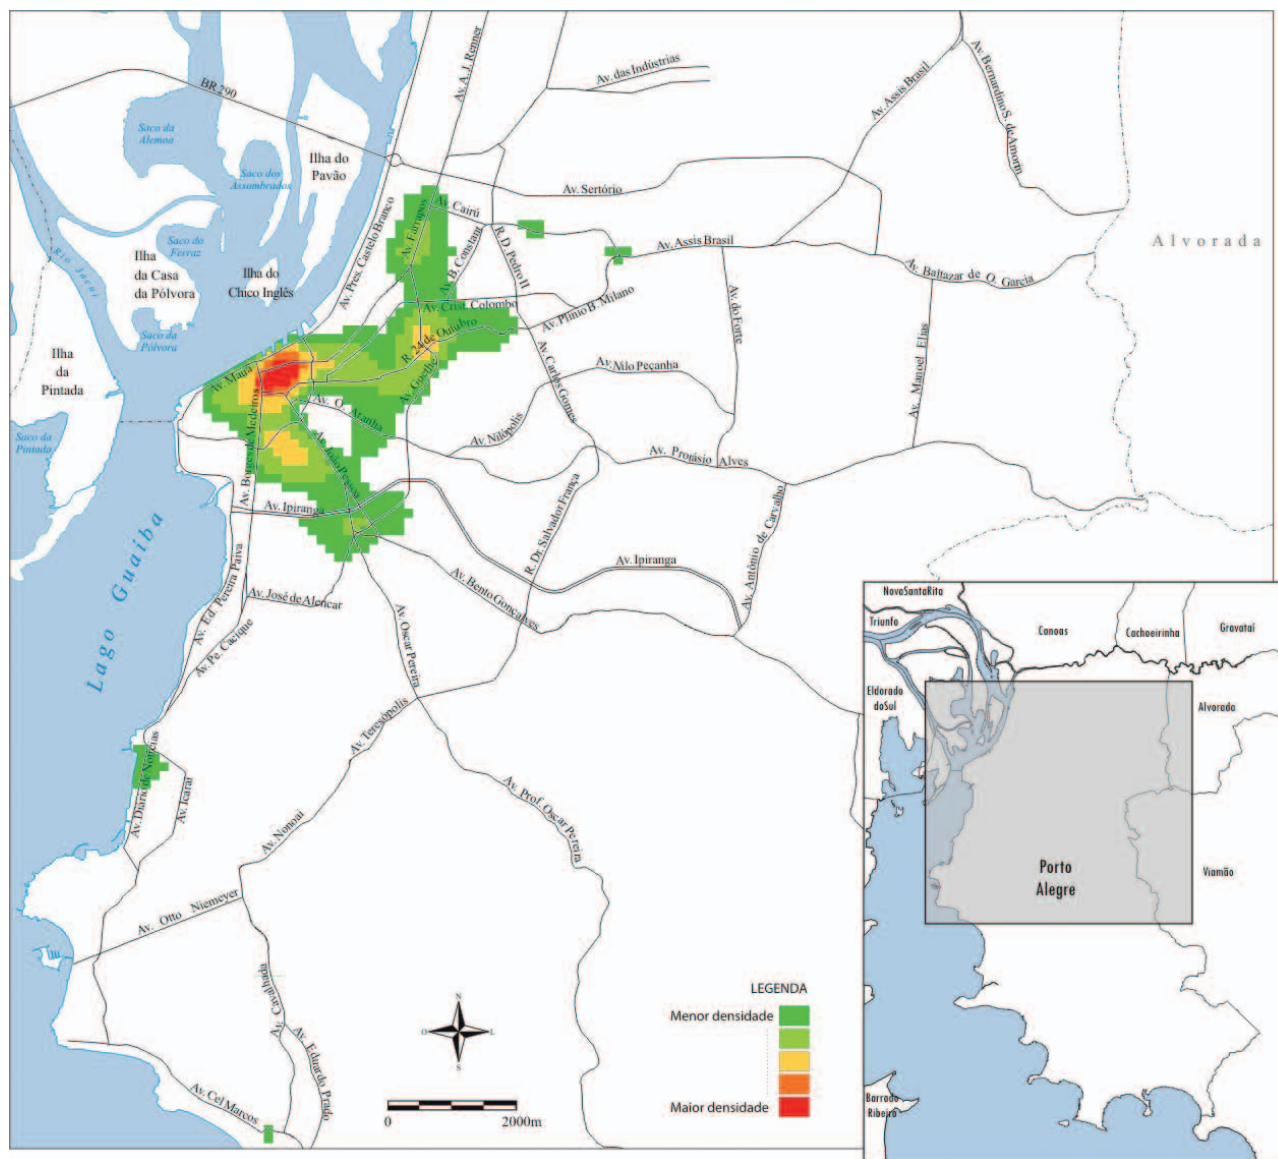 Av. A. J. Renner
Av. das Indústrias
Av. Assis Brasil
Av. Bernardino S. de Amorim
BR 290
Saco da
Alemoa
Ilha do
Pavão
Saco dos
Assombrados
Av. Sertório
Av. Cairú
Av. Farrapos
Av. Pres. Castelo Branco
Av. B. Constant
R. D. Pedro II
Av. Assis Brasil
Alvorada
Rio Jacuí
Saco do
Ferraz
Ilha
da Casa
da Pólvora
Ilha do
Chico Inglês
Av. Baltazar de O. Garcia
Av. Crist. Colombo
Av. Plínio B. Milano
Av. do Forte
Saco da
Pólvora
R. 24 de Outubro
Av. Carlos Gomes
Av. Manoel Elias
Ilha
da
Pintada
Av. Mauá
Av. Goethe
Av. Nilo Peçanha
Av. O. Aranha
Saco da
Pintada
Av. Borges de Medeiros
Av. João Pessoa
Av. Nilópolis
Av. Protásio Alves
Av. Ipiranga
R. Dr. Salvador França
Av. Antônio de Carvalho
Lago Guaíba
Av. Ipiranga
Av. Ed. Pereira Paiva
Av. José de Alencar
Av. Bento Gonçalves
Av. Pe. Cacique
Av. Oscar Pereira
Av. Teresópolis
Av. Diário de Notícias
Av. Icaraí
Av. Prof. Oscar Pereira
Av. Nonoai
Av. Otto Niemeyer
Av. Cavalhada
Av. Eduardo Prado
Av. Cel Marcos
N
O
L
S
0
2000m
LEGENDA
Menor densidade
Maior densidade
Nova Santa Rita
Triunfo
Canoas
Cachoeirinha
Gravataí
Eldorado
do Sul
Alvorada
Porto
Alegre
Viamão
Barra do
Ribeiro